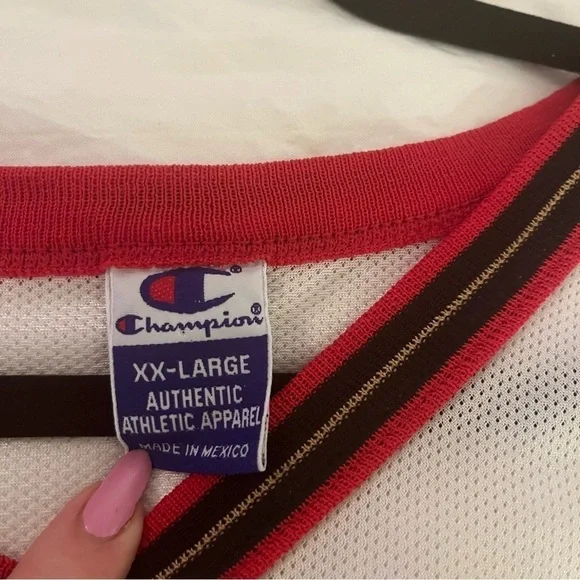 Champion
XX-LARGE
AUTHENTIC
ATHLETIC APPAREL
MADE IN MEXICO